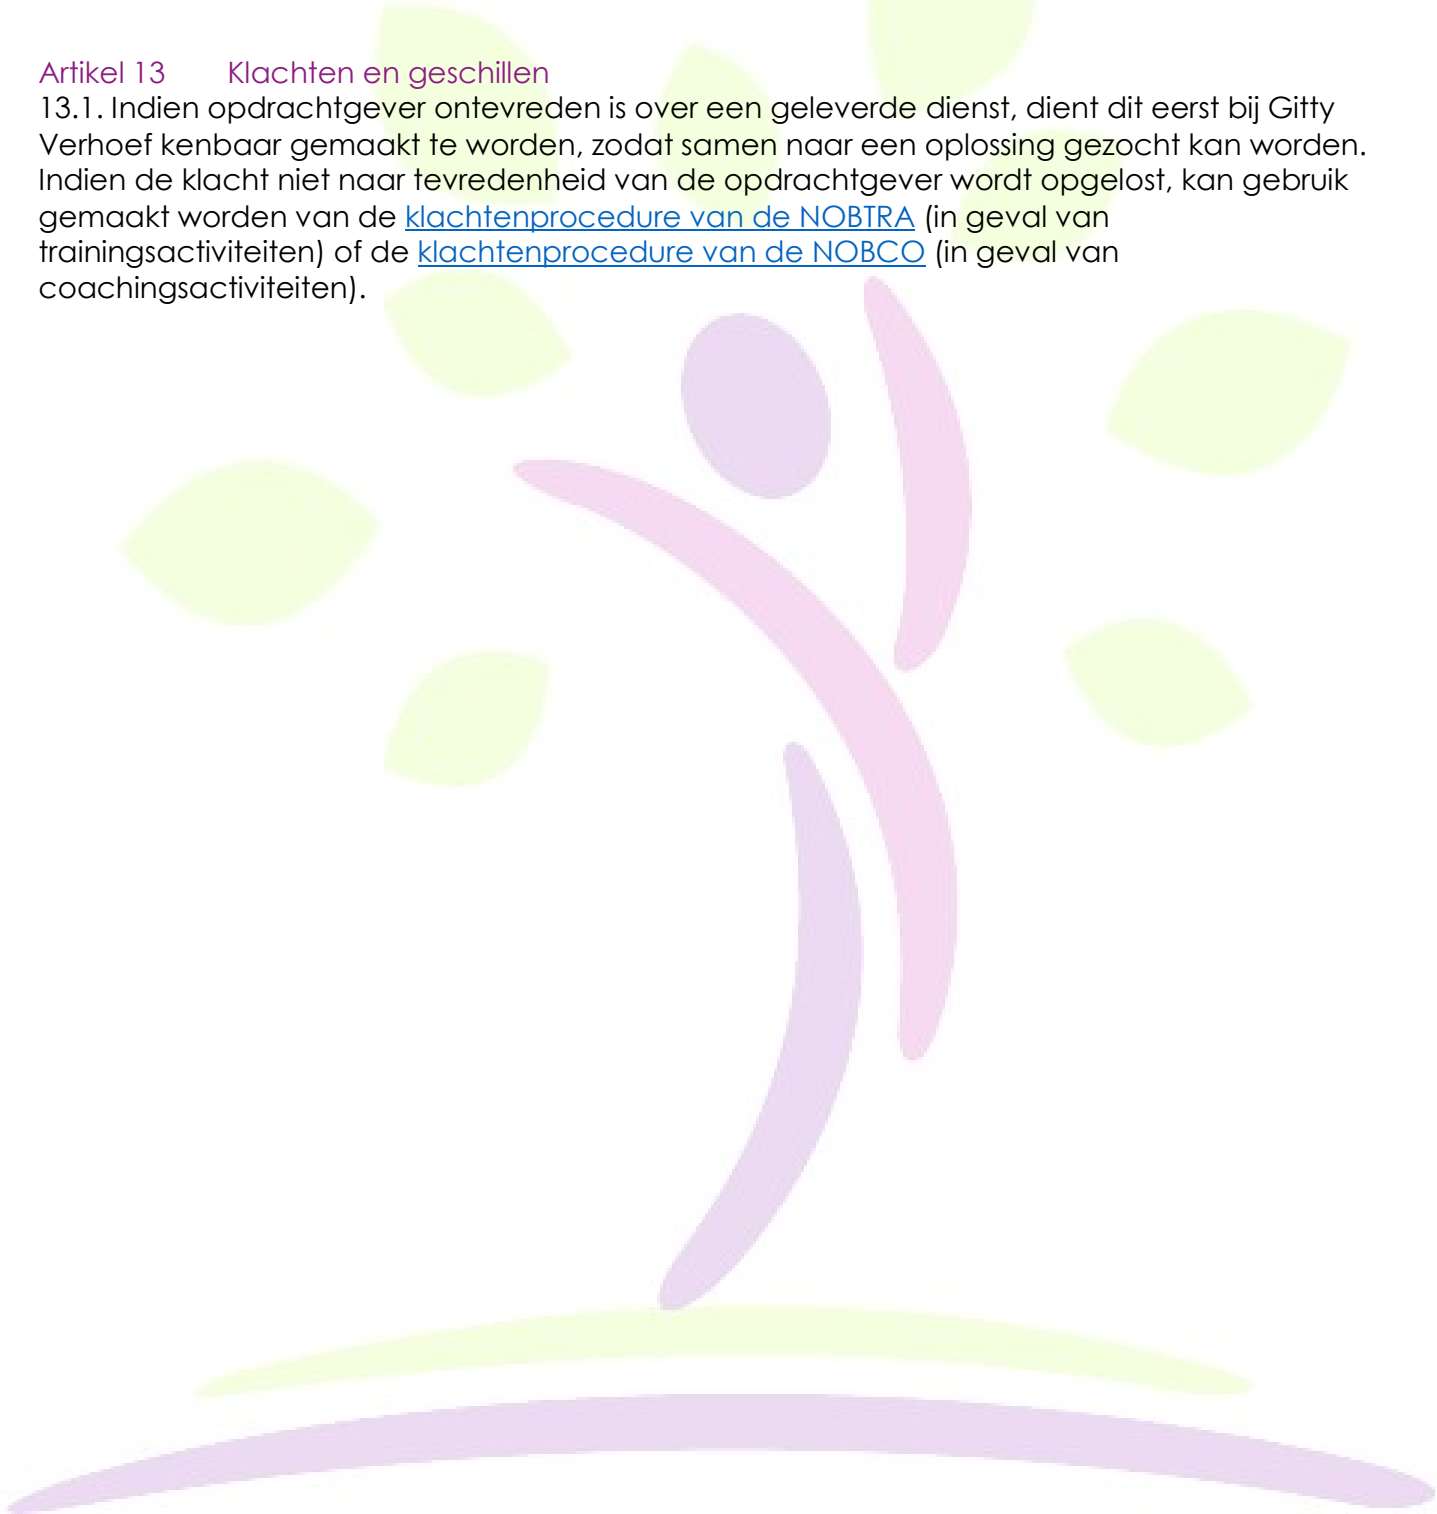 Artikel 13 Klachten en geschillen
13.1. Indien opdrachtgever ontevreden is over een geleverde dienst, dient dit eerst bij Gitty
Verhoef kenbaar gemaakt te worden, zodat samen naar een oplossing gezocht kan worden.
Indien de klacht niet naar tevredenheid van de opdrachtgever wordt opgelost, kan gebruik
gemaakt worden van de klachtenprocedure van de NOBTRA (in geval van
trainingsactiviteiten) of de klachtenprocedure van de NOBCO (in geval van
coachingsactiviteiten).